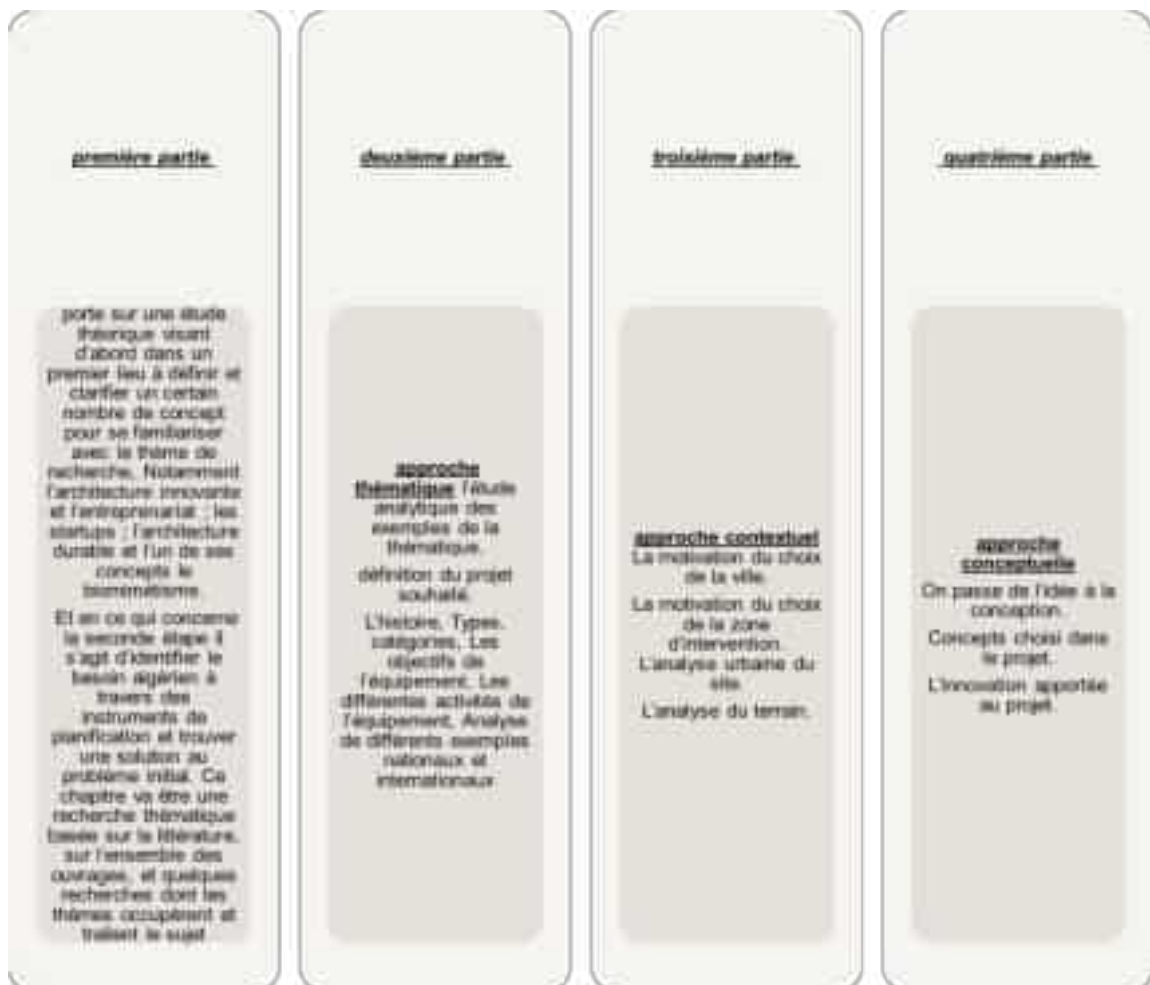 première partie
porte sur une étude
théorique visant
d'abord dans un
premier lieu à définir et
clarifier un certain
nombre de concept
pour se familiariser
avec le thème de
recherche, Notamment
l'architecture innovante
et l'entreprenariat ; les
startups ; l'architecture
durable et l'un de ses
concepts le
biomimétisme.
Et en ce qui concerne
la seconde étape il
s'agit d'identifier le
besoin algérien à
travers des
instruments de
planification et trouver
une solution au
problème initial. Ce
chapitre va être une
recherche thématique
basée sur la littérature,
sur l'ensemble des
ouvrages, et quelques
recherches dont les
thèmes occupèrent et
traitent le sujet
deuxième partie
approche
thématique l'étude
analytique des
exemples de la
thématique.
définition du projet
souhaité.
L'histoire, Types,
catégories, Les
objectifs de
l'équipement, Les
différentes activités de
l'équipement, Analyse
de différents exemples
nationaux et
internationaux
troixième partie
approche contextuel
La motivation du choix
de la ville.
La motivation du choix
de la zone
d'intervention.
L'analyse urbaine du
site.
L'analyse du terrain.
quatrième partie
approche
conceptuelle
On passe de l'idée à la
conception.
Concepts choisi dans
le projet.
L'innovation apportée
au projet.